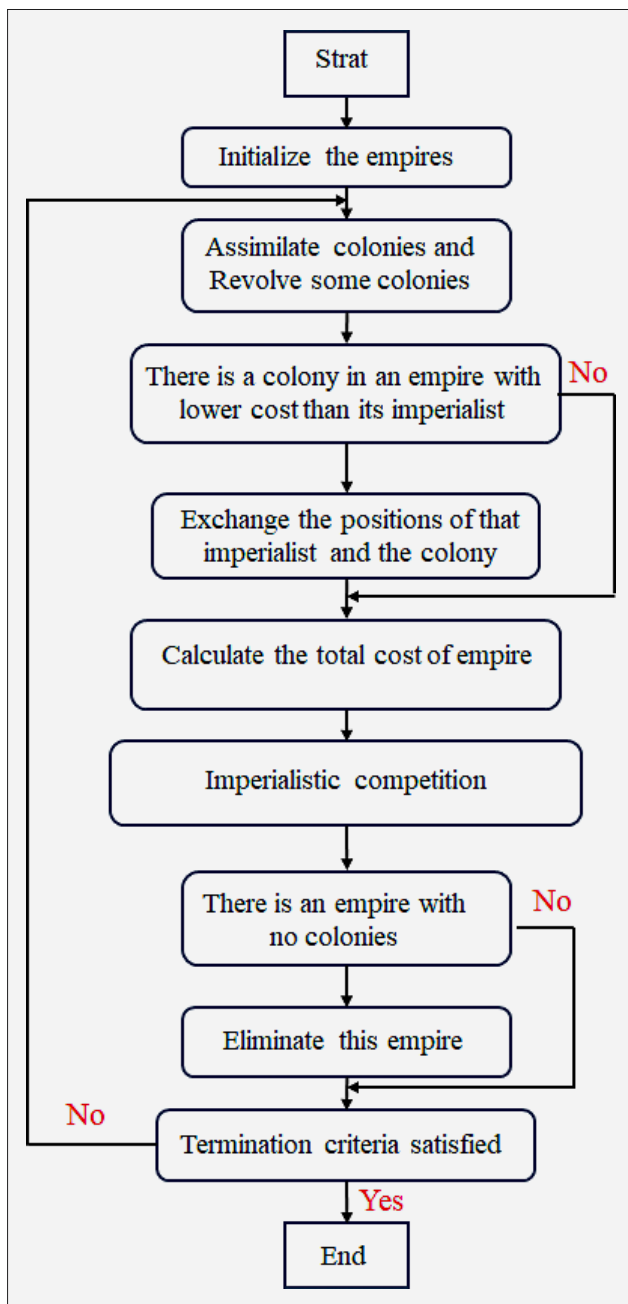 Strat
Initialize the empires
Assimilate colonies and
Revolve some colonies
There is a colony in an empire with
lower cost than its imperialist
No
Exchange the positions of that
imperialist and the colony
Calculate the total cost of empire
Imperialistic competition
There is an empire with
no colonies
No
Eliminate this empire
No
Termination criteria satisfied
Yes
End